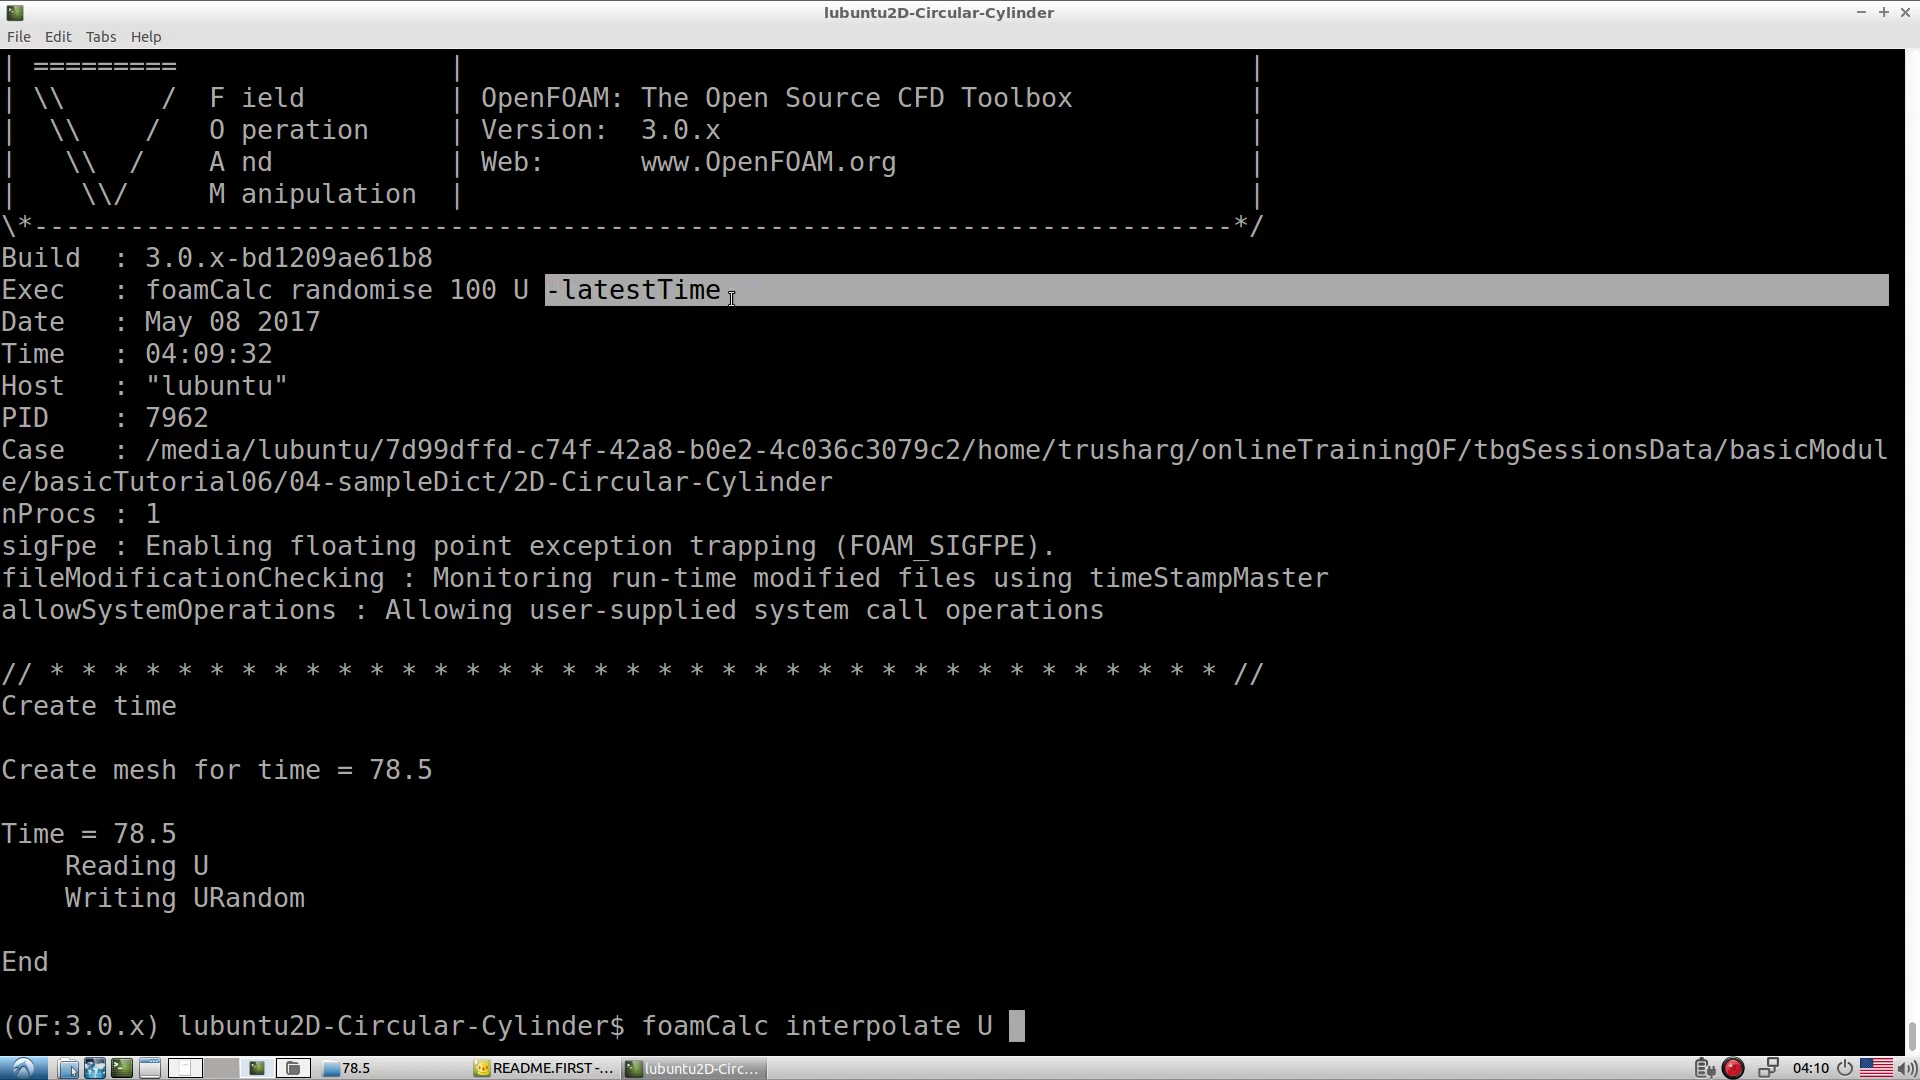 lubuntu2D-Circular-Cylinder
File Edit Tabs Help
| =========                 |                                                 |
| \\      /  F ield         | OpenFOAM: The Open Source CFD Toolbox           |
|  \\    /   O peration     | Version:  3.0.x                                 |
|   \\  /    A nd           | Web:      www.OpenFOAM.org                      |
|    \\/     M anipulation  |                                                 |
\*---------------------------------------------------------------------------*/
Build  : 3.0.x-bd1209ae61b8
Exec   : foamCalc randomise 100 U -latestTime
Date   : May 08 2017
Time   : 04:09:32
Host   : "lubuntu"
PID    : 7962
Case   : /media/lubuntu/7d99dffd-c74f-42a8-b0e2-4c036c3079c2/home/trusharg/onlineTrainingOF/tbgSessionsData/basicModul
e/basicTutorial06/04-sampleDict/2D-Circular-Cylinder
nProcs : 1
sigFpe : Enabling floating point exception trapping (FOAM_SIGFPE).
fileModificationChecking : Monitoring run-time modified files using timeStampMaster
allowSystemOperations : Allowing user-supplied system call operations
// * * * * * * * * * * * * * * * * * * * * * * * * * * * * * * * * * * * * * //
Create time
Create mesh for time = 78.5
Time = 78.5
    Reading U
    Writing URandom
End
(OF:3.0.x) lubuntu2D-Circular-Cylinder$ foamCalc interpolate U
78.5 README.FIRST -... lubuntu2D-Circ... 04:10